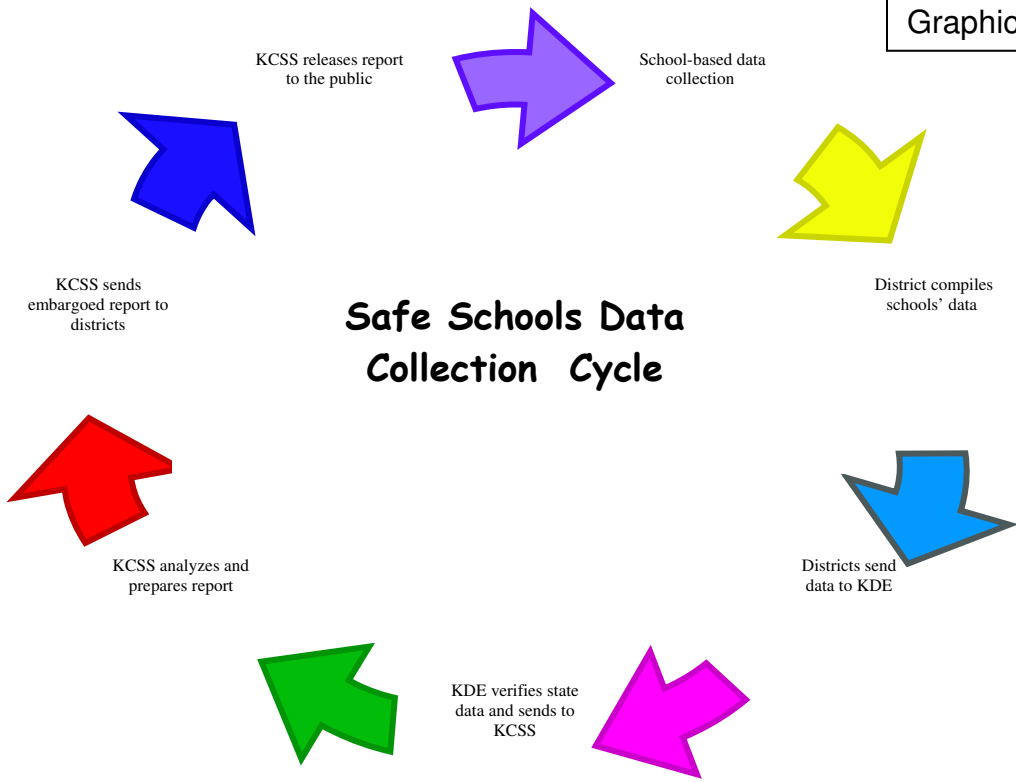 Graphic
KCSS releases report
to the public
School-based data
collection
District compiles
schools’ data
Districts send
data to KDE
KDE verifies state
data and sends to
KCSS
KCSS analyzes and
prepares report
KCSS sends
embargoed report to
districts
Safe Schools Data
Collection Cycle